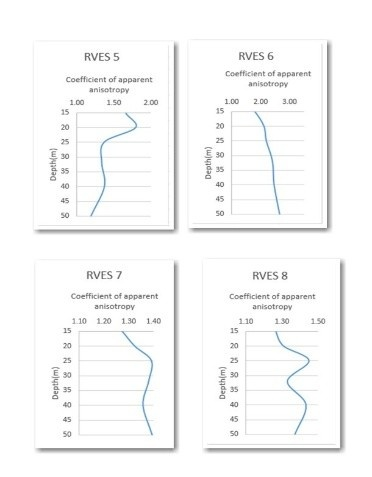 RVES 5
Coefficient of apparent
anisotropy
1.00 1.50 2.00
15
20
25
30
35
40
45
50
Depth(m)
RVES 6
Coefficient of apparent
anisotropy
1.00 2.00 3.00
15
20
25
30
35
40
45
50
Depth(m)
RVES 7
Coefficient of apparent
anisotropy
1.10 1.20 1.30 1.40
15
20
25
30
35
40
45
50
Depth(m)
RVES 8
Coefficient of apparent
anisotropy
1.10 1.30 1.50
15
20
25
30
35
40
45
50
Depth(m)